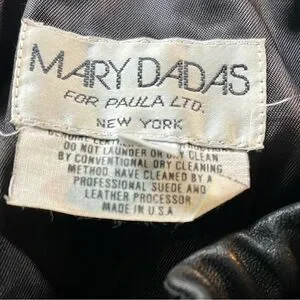 MARY DADAS
FOR PAULA LTD.
NEW YORK
DO NOT LAUNDER OR DRY CLEAN
BY CONVENTIONAL DRY CLEANING
METHOD. HAVE CLEANED BY A
PROFESSIONAL SUEDE AND
LEATHER PROCESSOR.
MADE IN U.S.A